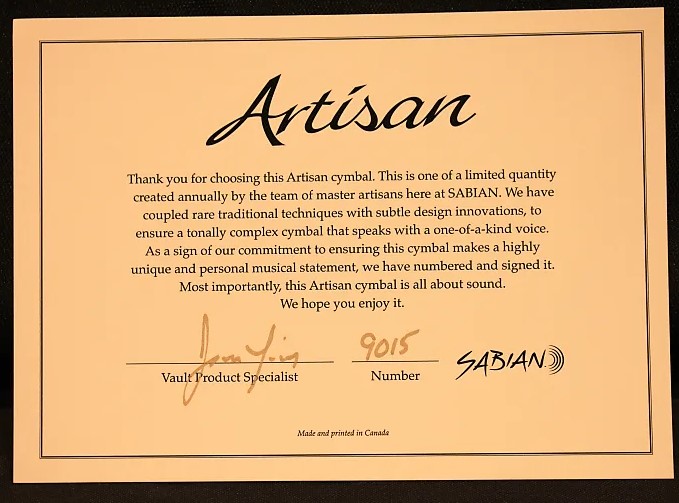 Artisan
Thank you for choosing this Artisan cymbal. This is one of a limited quantity
created annually by the team of master artisans here at SABIAN. We have
coupled rare traditional techniques with subtle design innovations, to
ensure a tonally complex cymbal that speaks with a one-of-a-kind voice.
As a sign of our commitment to ensuring this cymbal makes a highly
unique and personal musical statement, we have numbered and signed it.
Most importantly, this Artisan cymbal is all about sound.
We hope you enjoy it.
9015
Vault Product Specialist Number SABIAN
Made and printed in Canada